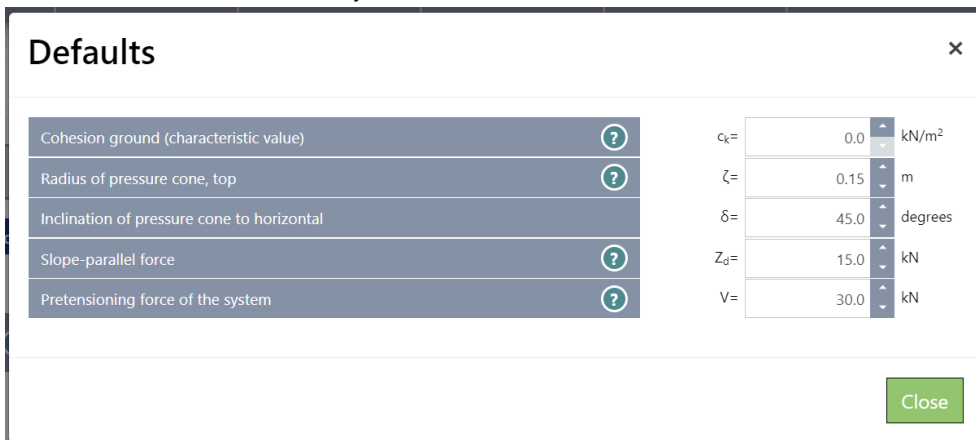 Defaults ×
Cohesion ground (characteristic value) ? cₖ= 0.0 kN/m²
Radius of pressure cone, top ? ζ= 0.15 m
Inclination of pressure cone to horizontal δ= 45.0 degrees
Slope-parallel force ? Z_d= 15.0 kN
Pretensioning force of the system ? V= 30.0 kN
Close